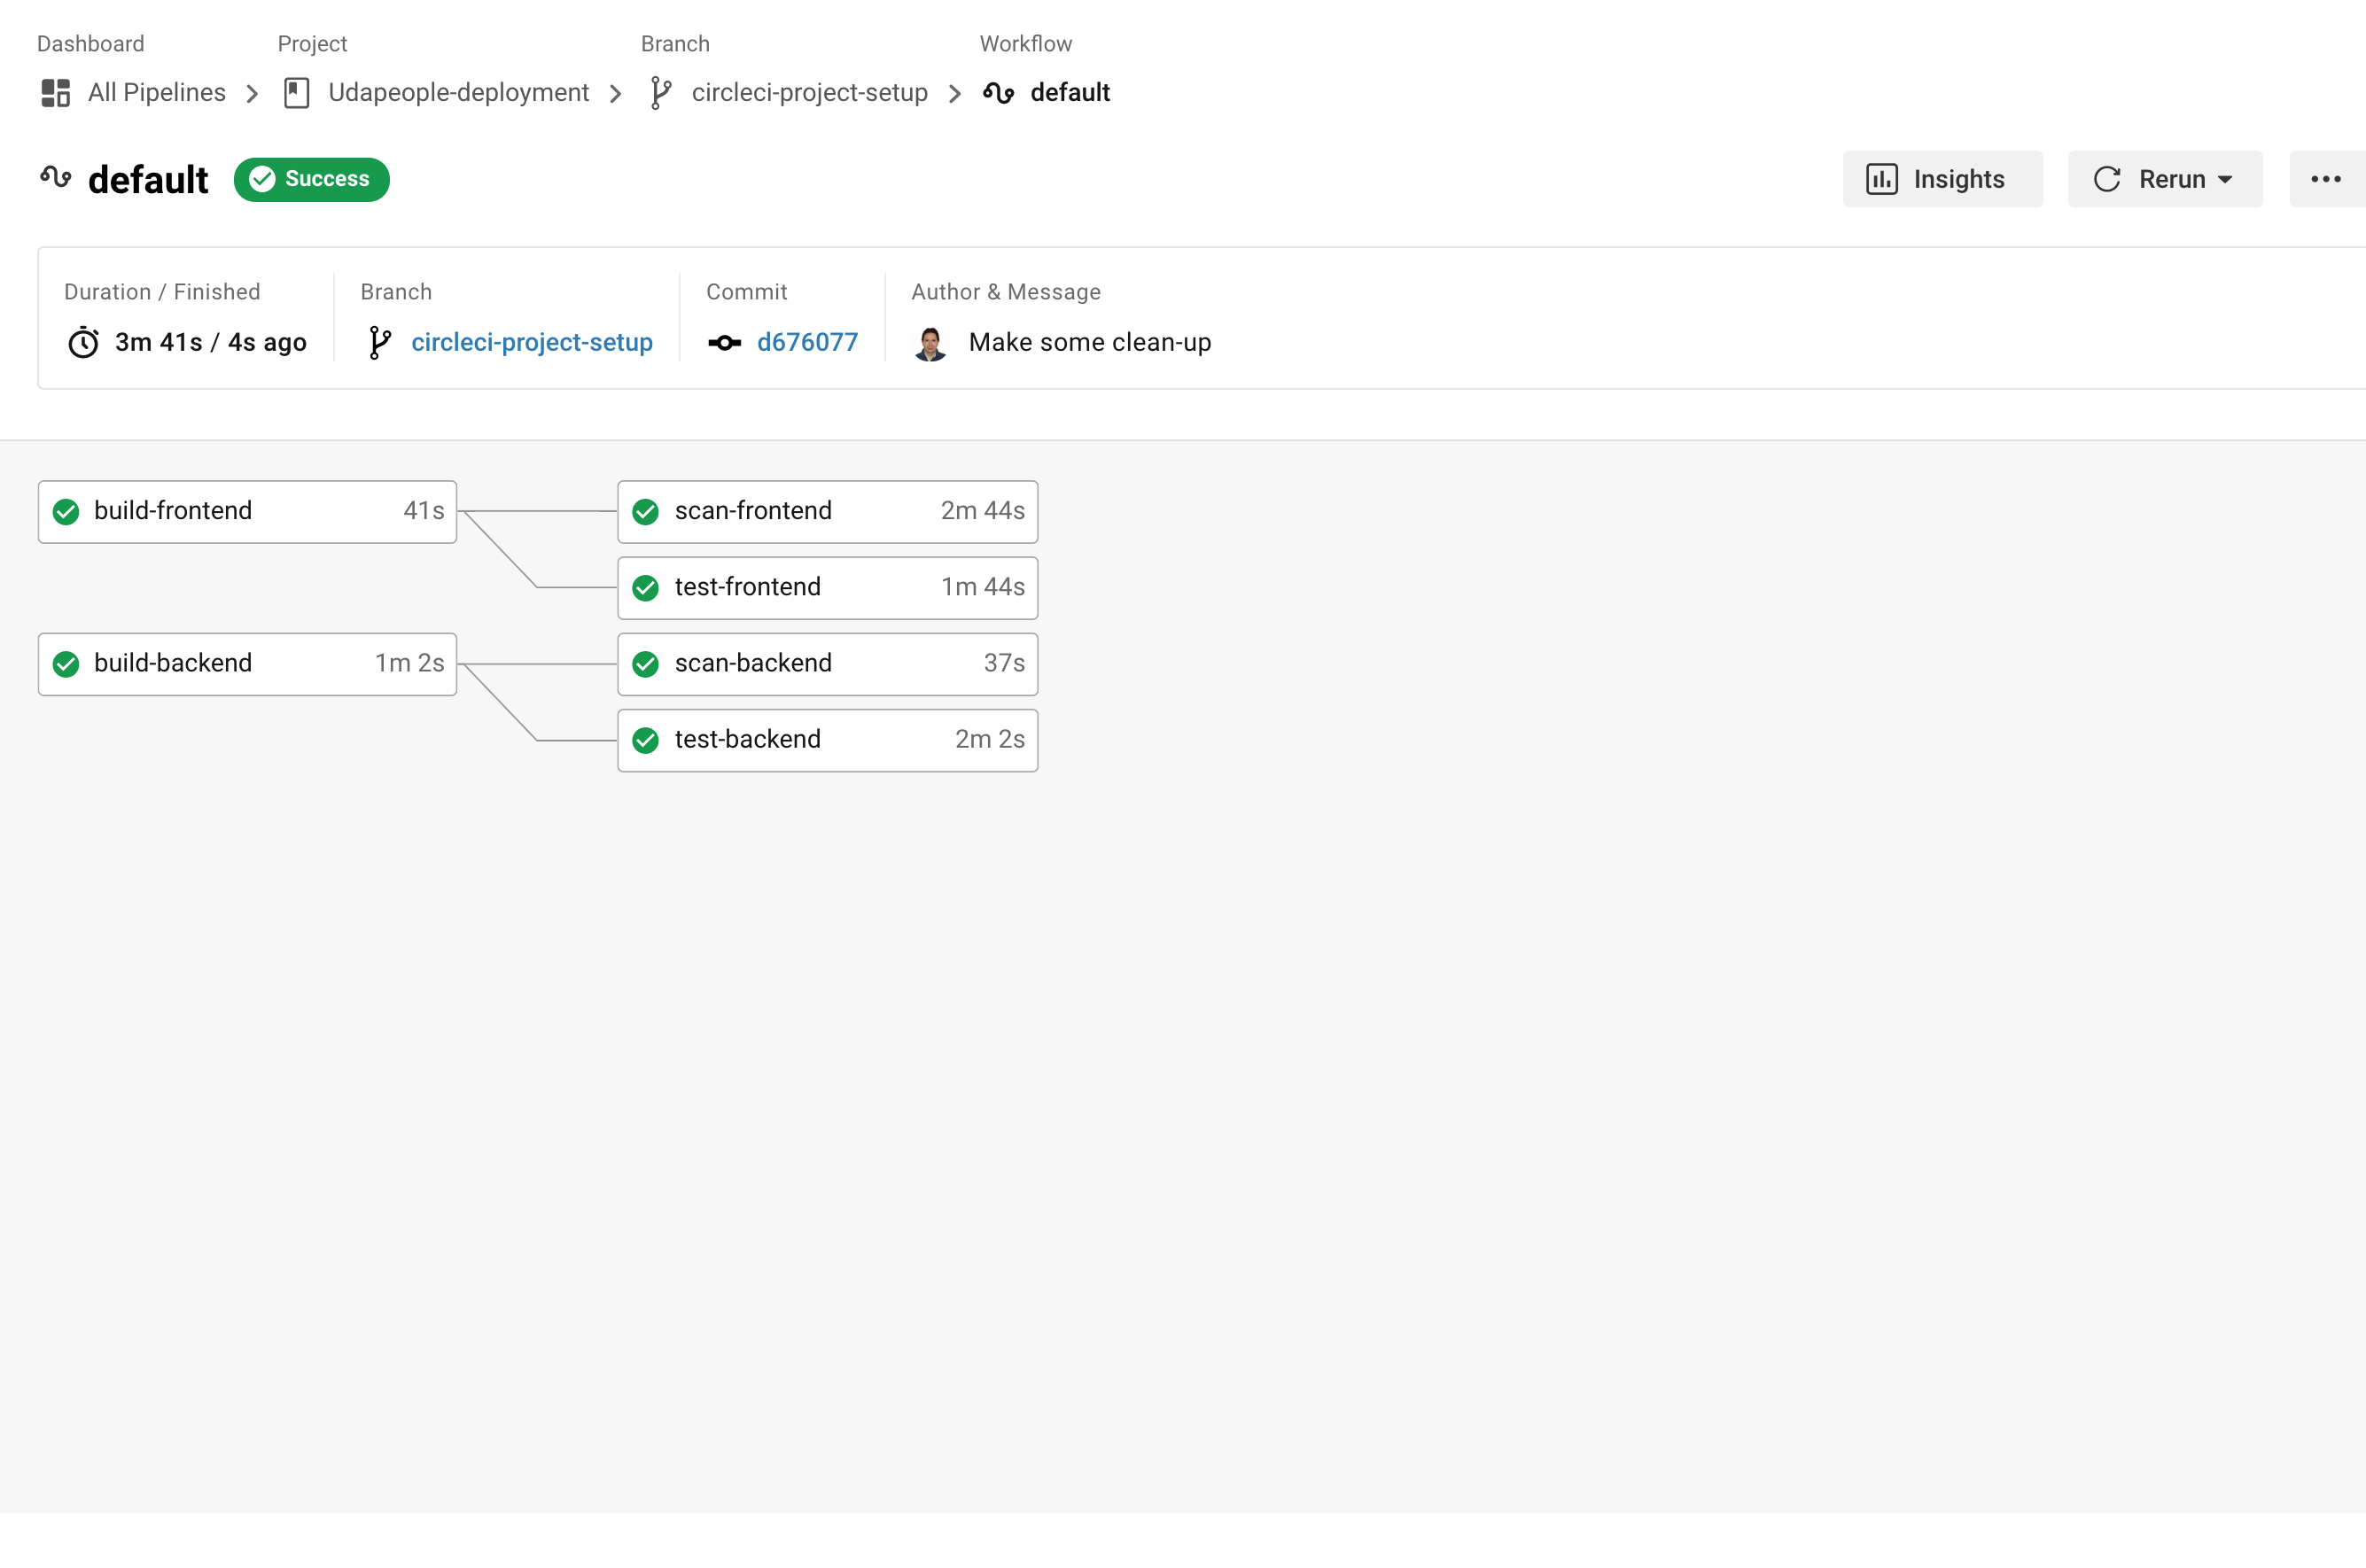 Dashboard Project Branch Workflow
All Pipelines Udapeople-deployment circleci-project-setup default
default Success Insights Rerun
Duration / Finished Branch Commit Author & Message
3m 41s / 4s ago circleci-project-setup d676077 Make some clean-up
build-frontend 41s scan-frontend 2m 44s
test-frontend 1m 44s
build-backend 1m 2s scan-backend 37s
test-backend 2m 2s